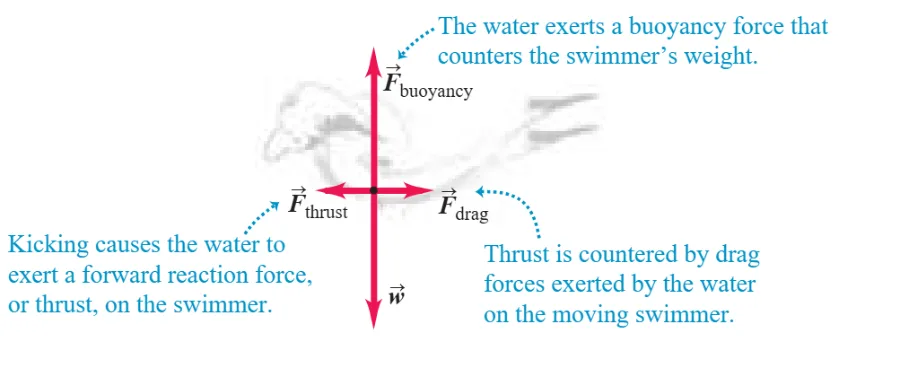 The water exerts a buoyancy force that
counters the swimmer's weight.
F⃗buoyancy
F⃗thrust
F⃗drag
Kicking causes the water to
exert a forward reaction force,
or thrust, on the swimmer.
w⃗
Thrust is countered by drag
forces exerted by the water
on the moving swimmer.